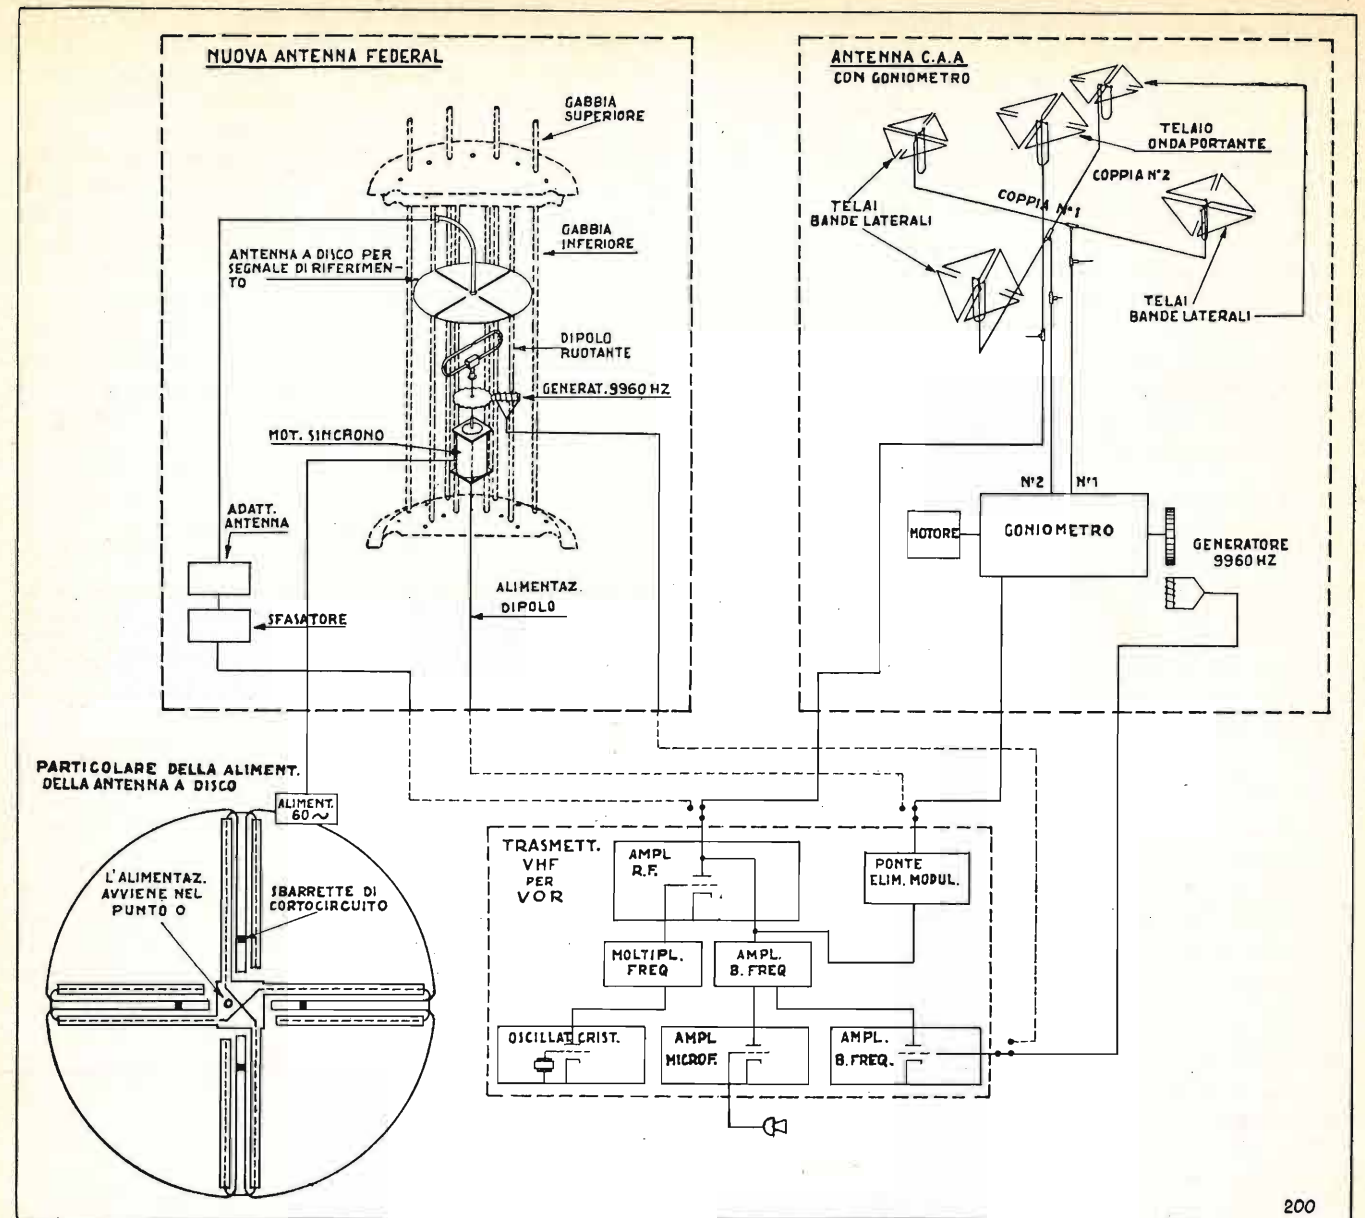 NUOVA ANTENNA FEDERAL
GABBIA
SUPERIORE
GABBIA
INFERIORE
ANTENNA A DISCO PER
SEGNALE DI RIFERIMEN-
TO
DIPOLO
RUOTANTE
GENERAT. 9960 HZ
MOT. SINCRONO
ADATT.
ANTENNA
SFASATORE
ALIMENTAZ.
DIPOLO
ANTENNA C.A.A
CON GONIOMETRO
TELAIO
ONDA PORTANTE
COPPIA N°2
COPPIA N°1
TELAI
BANDE LATERALI
TELAI
BANDE LATERALI
N°2
N°1
MOTORE
GONIOMETRO
GENERATORE
9960 HZ
PARTICOLARE DELLA ALIMENT.
DELLA ANTENNA A DISCO
ALIMENT.
60 ~
L'ALIMENTAZ.
AVVIENE NEL
PUNTO O
SBARRETTE DI
CORTOCIRCUITO
O
TRASMETT.
VHF
PER
VOR
AMPL
R.F.
PONTE
ELIM. MODUL.
MOLTIPL.
FREQ
AMPL.
B. FREQ
OSCILLAT. CRIST.
AMPL
MICROF.
AMPL.
B. FREQ.
200